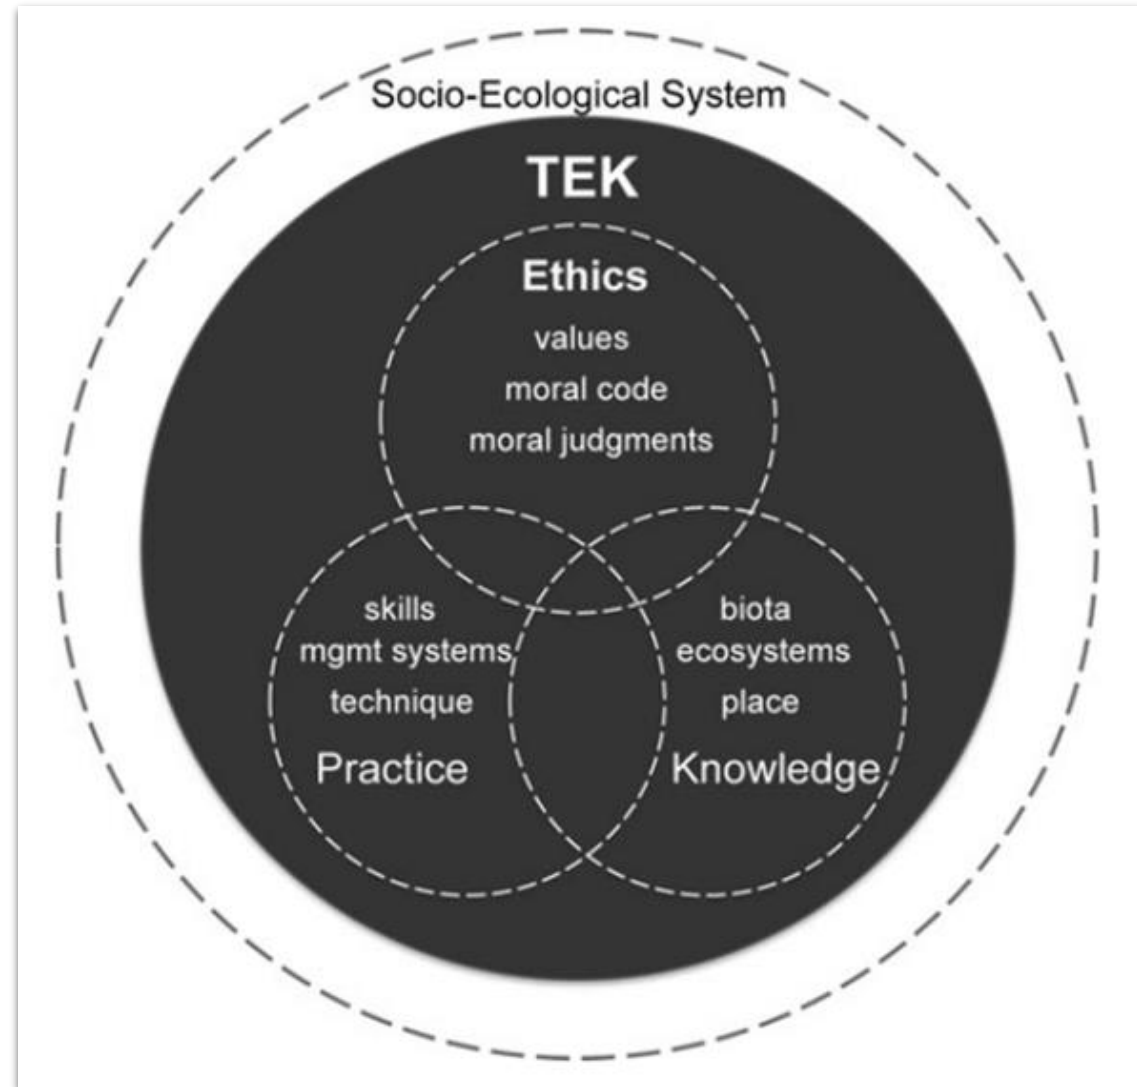 Socio-Ecological System
TEK
Ethics
values
moral code
moral judgments
skills
mgmt systems
technique
Practice
biota
ecosystems
place
Knowledge